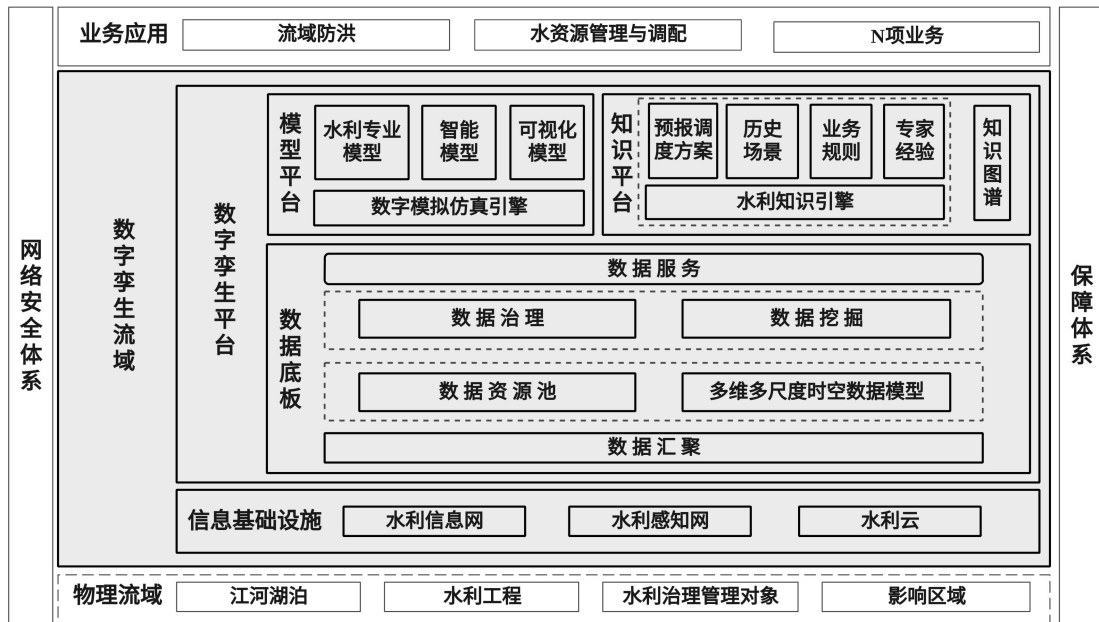 业务应用
流域防洪
水资源管理与调配
N项业务
网络安全体系
数字孪生流域
数字孪生平台
模型平台
水利专业
模型
智能
模型
可视化
模型
数字模拟仿真引擎
知识平台
预报调
度方案
历史
场景
业务
规则
专家
经验
水利知识引擎
知识图谱
数据底板
数据服务
数据治理
数据挖掘
数据资源池
多维多尺度时空数据模型
数据汇聚
信息基础设施
水利信息网
水利感知网
水利云
保障体系
物理流域
江河湖泊
水利工程
水利治理管理对象
影响区域